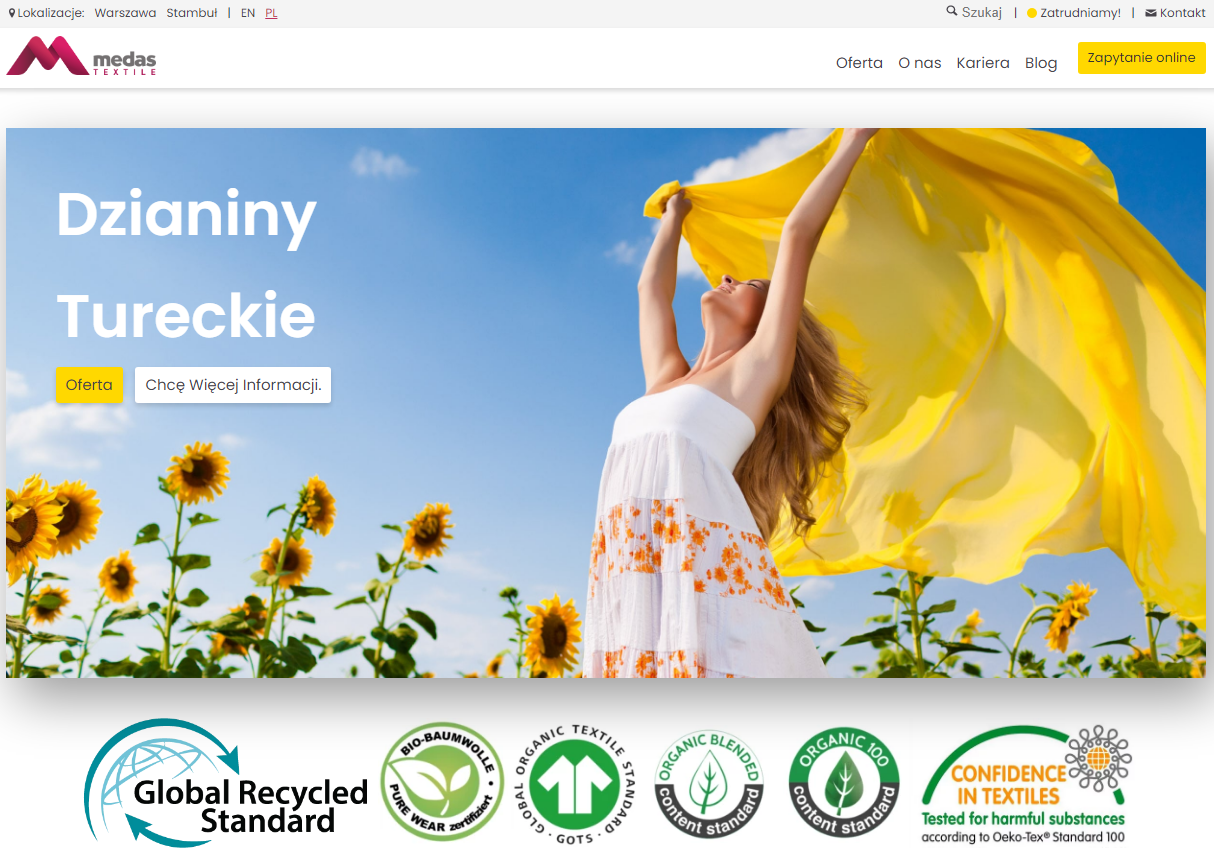 Lokalizacje: Warszawa Stambuł | EN PL
Szukaj | Zatrudniamy! | Kontakt
medas
TEXTILE
Oferta O nas Kariera Blog Zapytanie online
Dzianiny
Tureckie
Oferta Chcę Więcej Informacji.
Global Recycled
Standard
BIO-BAUMWOLLE
PURE WEAR zertifiziert
GLOBAL ORGANIC TEXTILE STANDARD · GOTS ·
ORGANIC BLENDED
content standard
ORGANIC 100
content standard
CONFIDENCE
IN TEXTILES
Tested for harmful substances
according to Oeko-Tex® Standard 100